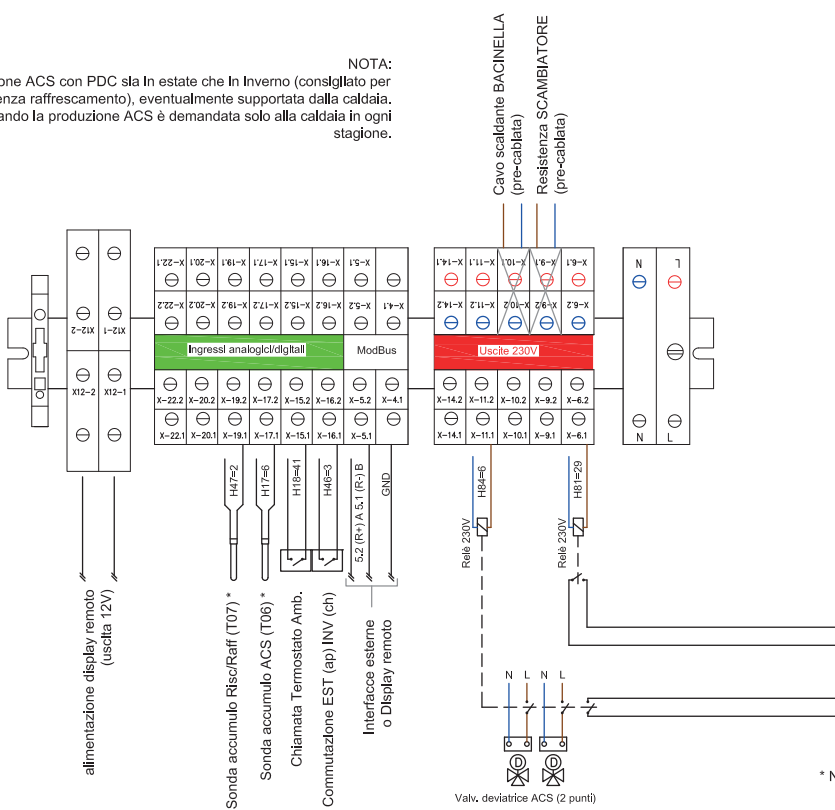 NOTA:
one ACS con PDC sia in estate che in inverno (consigliato per
enza raffrescamento), eventualmente supportata dalla caldaia.
ando la produzione ACS è demandata solo alla caldaia in ogni
stagione.
Cavo scaldante BACINELLA
(pre-cablata)
Resistenza SCAMBIATORE
(pre-cablata)
X-22.1 X-20.1 X-19.1 X-17.1 X-15.1 X-16.1 X-5.1
X-14.1 X-11.1 X-10.1 X-9.1 X-6.1
N L
X-22.2 X-20.2 X-19.2 X-17.2 X-15.2 X-16.2 X-5.2 X-4.1
X-14.2 X-11.2 X-10.2 X-9.2 X-6.2
X12-2 X12-1
Ingressi analogici/digitali
ModBus
Uscite 230V
X12-2 X12-1
X-22.2 X-20.2 X-19.2 X-17.2 X-15.2 X-16.2 X-5.2 X-4.1
X-14.2 X-11.2 X-10.2 X-9.2 X-6.2
X-22.1 X-20.1 X-19.1 X-17.1 X-15.1 X-16.1 X-5.1
X-14.1 X-11.1 X-10.1 X-9.1 X-6.1
N L
H47=2
H17=6
H18=41
H46=3
5.2 (R+) A 5.1 (R-) B
GND
H84=6
H81=29
Relè 230V
Relè 230V
alimentazione display remoto
(uscita 12V)
Sonda accumulo Risc/Raff (T07) *
Sonda accumulo ACS (T06) *
Chiamata Termostato Amb.
Commutazione EST (ap) INV (ch)
Interfacce esterne
o Display remoto
N L N L
D D
Valv. deviatrice ACS (2 punti)
* N